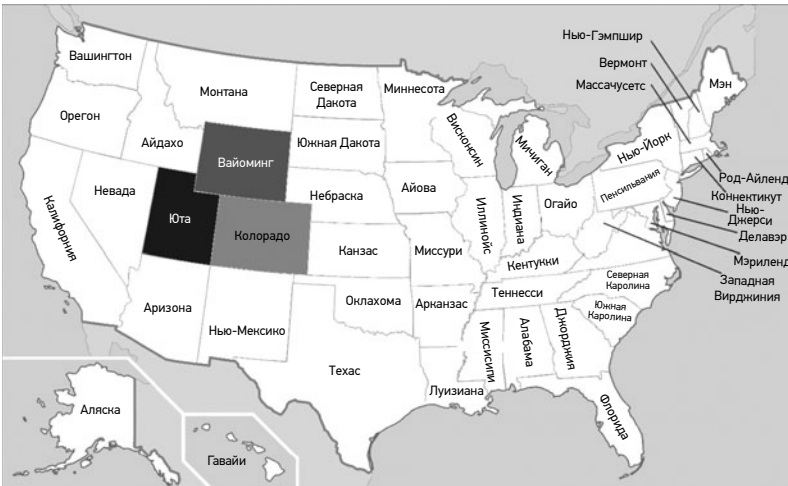 Нью-Гэмпшир
Вермонт
Массачусетс
Вашингтон
Монтана
Северная
Дакота
Миннесота
Мэн
Орегон
Айдахо
Южная Дакота
Висконсин
Мичиган
Нью-Йорк
Вайоминг
Род-Айленд
Коннектикут
Нью-
Джерси
Делавэр
Мэриленд
Западная
Вирджиния
Невада
Небраска
Айова
Пенсильвания
Калифорния
Юта
Колорадо
Канзас
Миссури
Иллинойс
Индиана
Огайо
Кентукки
Северная
Каролина
Теннесси
Южная
Каролина
Аризона
Нью-Мексико
Оклахома
Арканзас
Миссисипи
Алабама
Джорджия
Техас
Луизиана
Флорида
Аляска
Гавайи